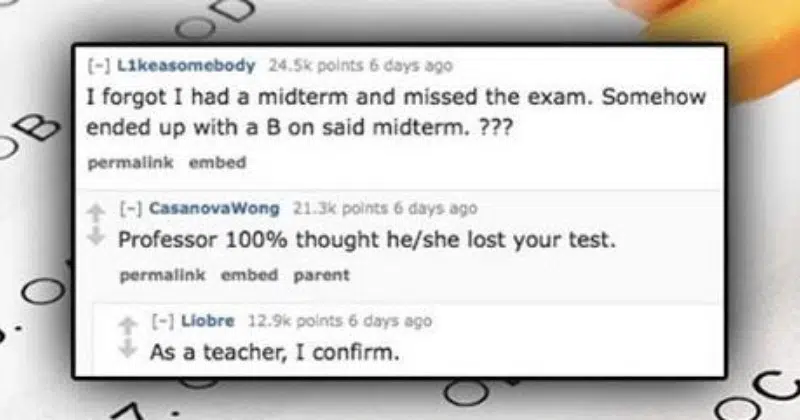 [-] L1keasomebody 24.5k points 6 days ago
I forgot I had a midterm and missed the exam. Somehow
ended up with a B on said midterm. ???
permalink embed
[-] CasanovaWong 21.3k points 6 days ago
Professor 100% thought he/she lost your test.
permalink embed parent
[-] Liobre 12.9k points 6 days ago
As a teacher, I confirm.
B
C